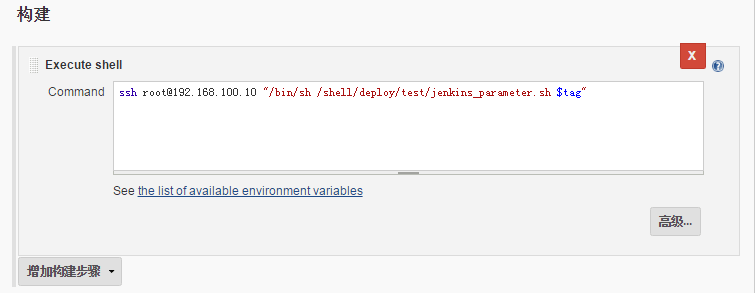 构建
Execute shell
X
Command
ssh root@192.168.100.10 "/bin/sh /shell/deploy/test/jenkins_parameter.sh $tag"
See the list of available environment variables
高级...
增加构建步骤